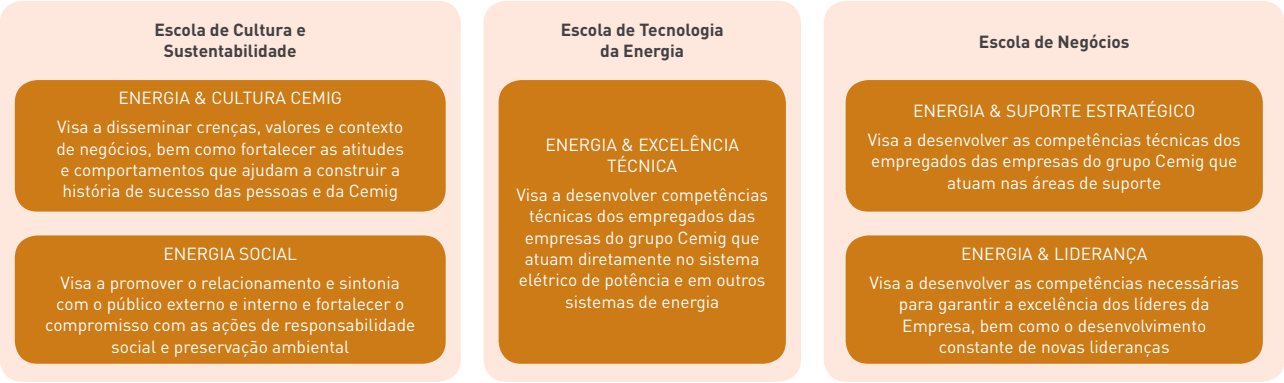 Escola de Cultura e
Sustentabilidade
ENERGIA & CULTURA CEMIG
Visa a disseminar crenças, valores e contexto
de negócios, bem como fortalecer as atitudes
e comportamentos que ajudam a construir a
história de sucesso das pessoas e da Cemig
ENERGIA SOCIAL
Visa a promover o relacionamento e sintonia
com o público externo e interno e fortalecer o
compromisso com as ações de responsabilidade
social e preservação ambiental
Escola de Tecnologia
da Energia
ENERGIA & EXCELÊNCIA
TÉCNICA
Visa a desenvolver competências
técnicas dos empregados das
empresas do grupo Cemig que
atuam diretamente no sistema
elétrico de potência e em outros
sistemas de energia
Escola de Negócios
ENERGIA & SUPORTE ESTRATÉGICO
Visa a desenvolver as competências técnicas dos
empregados das empresas do grupo Cemig que
atuam nas áreas de suporte
ENERGIA & LIDERANÇA
Visa a desenvolver as competências necessárias
para garantir a excelência dos líderes da
Empresa, bem como o desenvolvimento
constante de novas lideranças